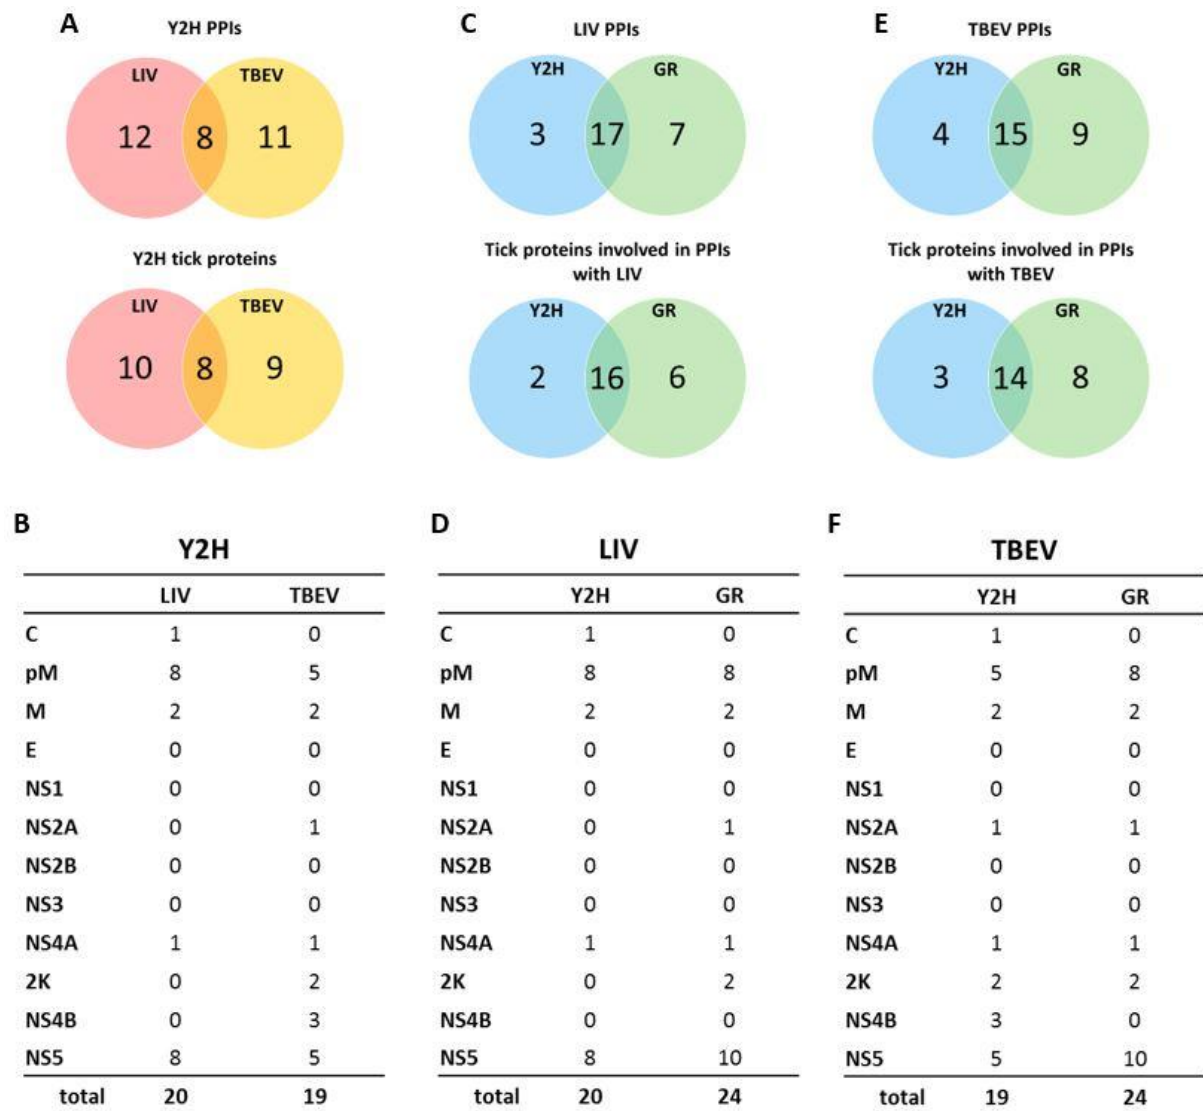 A
Y2H PPIs
LIV TBEV
12 8 11
Y2H tick proteins
LIV TBEV
10 8 9
C
LIV PPIs
Y2H GR
3 17 7
Tick proteins involved in PPIs
with LIV
Y2H GR
2 16 6
E
TBEV PPIs
Y2H GR
4 15 9
Tick proteins involved in PPIs
with TBEV
Y2H GR
3 14 8
B
Y2H
LIV TBEV
C 1 0
pM 8 5
M 2 2
E 0 0
NS1 0 0
NS2A 0 1
NS2B 0 0
NS3 0 0
NS4A 1 1
2K 0 2
NS4B 0 3
NS5 8 5
total 20 19
D
LIV
Y2H GR
C 1 0
pM 8 8
M 2 2
E 0 0
NS1 0 0
NS2A 0 1
NS2B 0 0
NS3 0 0
NS4A 1 1
2K 0 2
NS4B 0 0
NS5 8 10
total 20 24
F
TBEV
Y2H GR
C 1 0
pM 5 8
M 2 2
E 0 0
NS1 0 0
NS2A 1 1
NS2B 0 0
NS3 0 0
NS4A 1 1
2K 2 2
NS4B 3 0
NS5 5 10
total 19 24